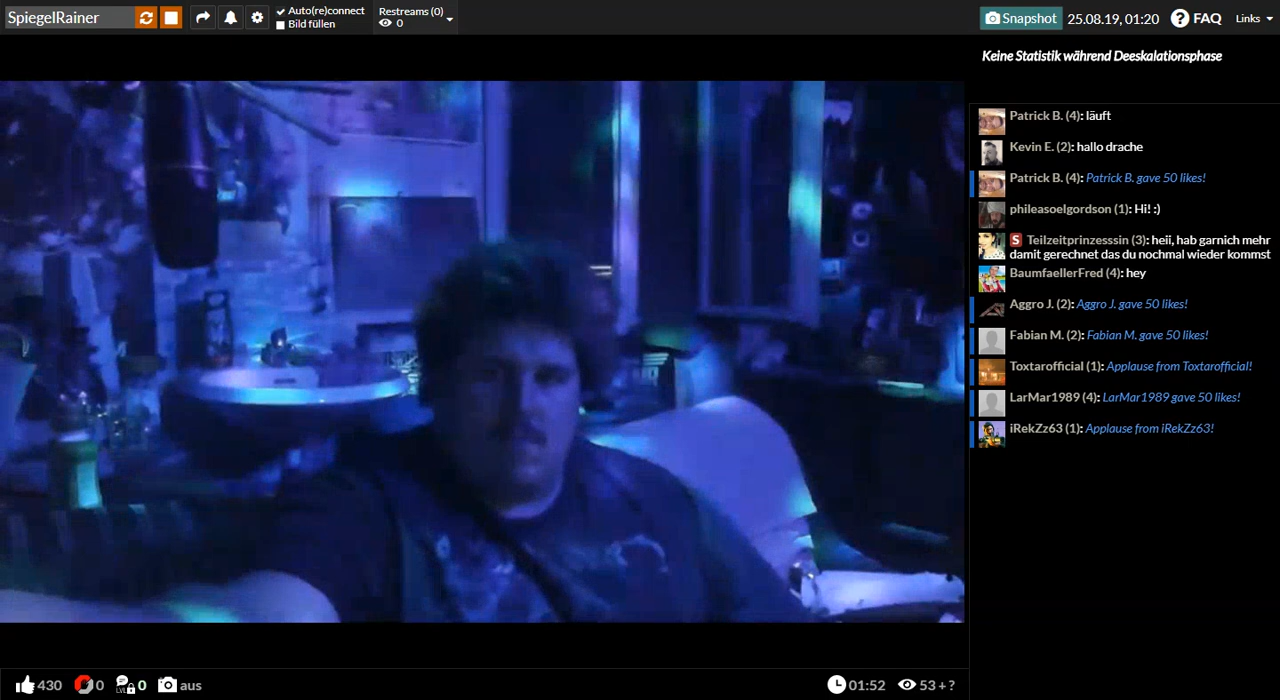 SpiegelRainer
Auto(re)connect
Bild füllen
Restreams (0)
0
Snapshot
25.08.19, 01:20
FAQ
Links
Keine Statistik während Deeskalationsphase
Patrick B. (4): läuft
Kevin E. (2): hallo drache
Patrick B. (4): Patrick B. gave 50 likes!
phileasoelgordson (1): Hi! :)
S Teilzeitprinzesssin (3): heii, hab garnich mehr
damit gerechnet das du nochmal wieder kommst
BaumfaellerFred (4): hey
Aggro J. (2): Aggro J. gave 50 likes!
Fabian M. (2): Fabian M. gave 50 likes!
Toxtarofficial (1): Applause from Toxtarofficial!
LarMar1989 (4): LarMar1989 gave 50 likes!
iRekZz63 (1): Applause from iRekZz63!
430
0
LVL
0
aus
01:52
53 + ?